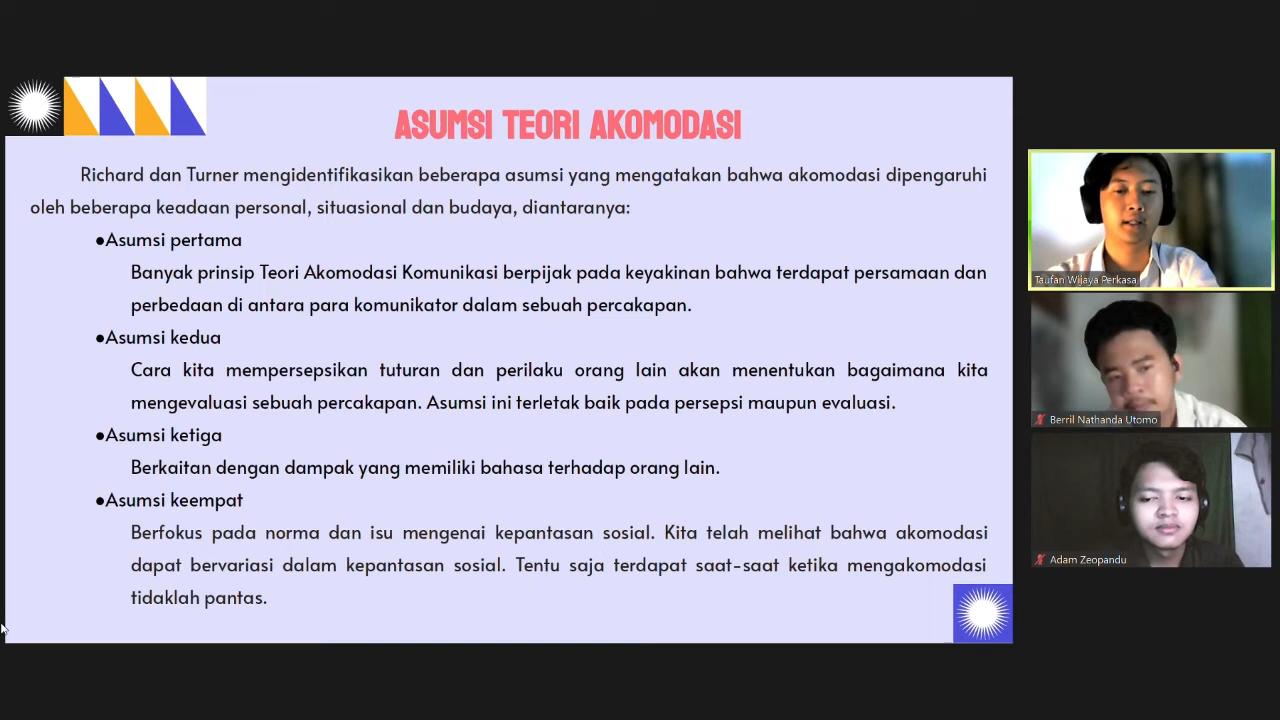 ASUMSI TEORI AKOMODASI
Richard dan Turner mengidentifikasikan beberapa asumsi yang mengatakan bahwa akomodasi dipengaruhi
oleh beberapa keadaan personal, situasional dan budaya, diantaranya:
●Asumsi pertama
Banyak prinsip Teori Akomodasi Komunikasi berpijak pada keyakinan bahwa terdapat persamaan dan
perbedaan di antara para komunikator dalam sebuah percakapan.
●Asumsi kedua
Cara kita mempersepsikan tuturan dan perilaku orang lain akan menentukan bagaimana kita
mengevaluasi sebuah percakapan. Asumsi ini terletak baik pada persepsi maupun evaluasi.
●Asumsi ketiga
Berkaitan dengan dampak yang memiliki bahasa terhadap orang lain.
●Asumsi keempat
Berfokus pada norma dan isu mengenai kepantasan sosial. Kita telah melihat bahwa akomodasi
dapat bervariasi dalam kepantasan sosial. Tentu saja terdapat saat-saat ketika mengakomodasi
tidaklah pantas.
Taufan Wijaya Perkasa
Berril Nathanda Utomo
Adam Zeopandu